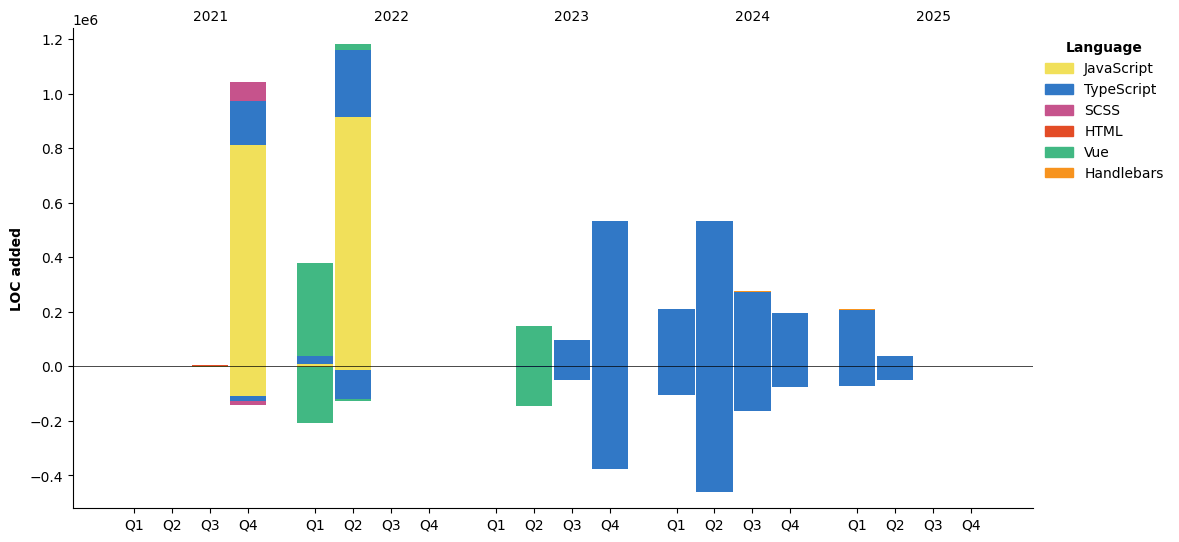 2021 2022 2023 2024 2025
1e6
1.2
1.0
0.8
0.6
0.4
0.2
0.0
−0.2
−0.4
LOC added
Q1 Q2 Q3 Q4 Q1 Q2 Q3 Q4 Q1 Q2 Q3 Q4 Q1 Q2 Q3 Q4 Q1 Q2 Q3 Q4
Language
JavaScript
TypeScript
SCSS
HTML
Vue
Handlebars